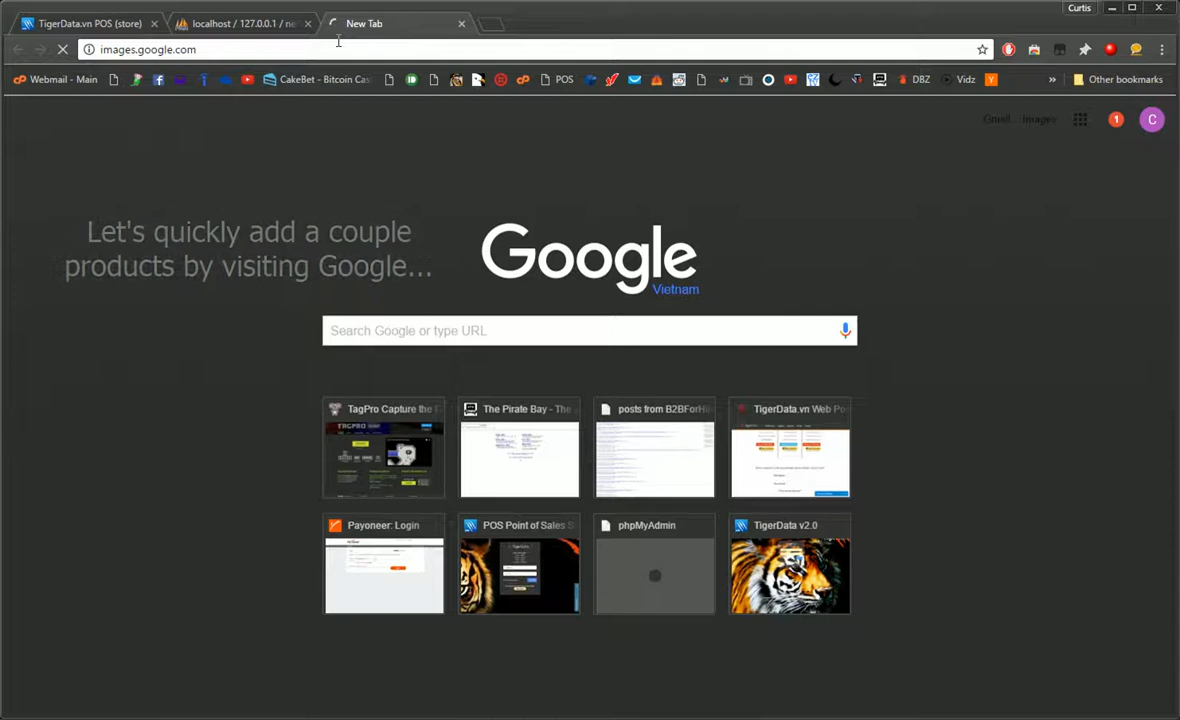 Curtis
TigerData.vn POS (store)
localhost / 127.0.0.1 / ne
New Tab
images.google.com
Webmail - Main
CakeBet - Bitcoin Cas
POS
DBZ
Vidz
»
Other bookmarks
Gmail Images
1
C
Let's quickly add a couple
products by visiting Google...
Google
Vietnam
Search Google or type URL
TagPro Capture the F
The Pirate Bay - The
posts from B2BForHi
TigerData.vn Web Po
Payoneer: Login
POS Point of Sales S
phpMyAdmin
TigerData v2.0